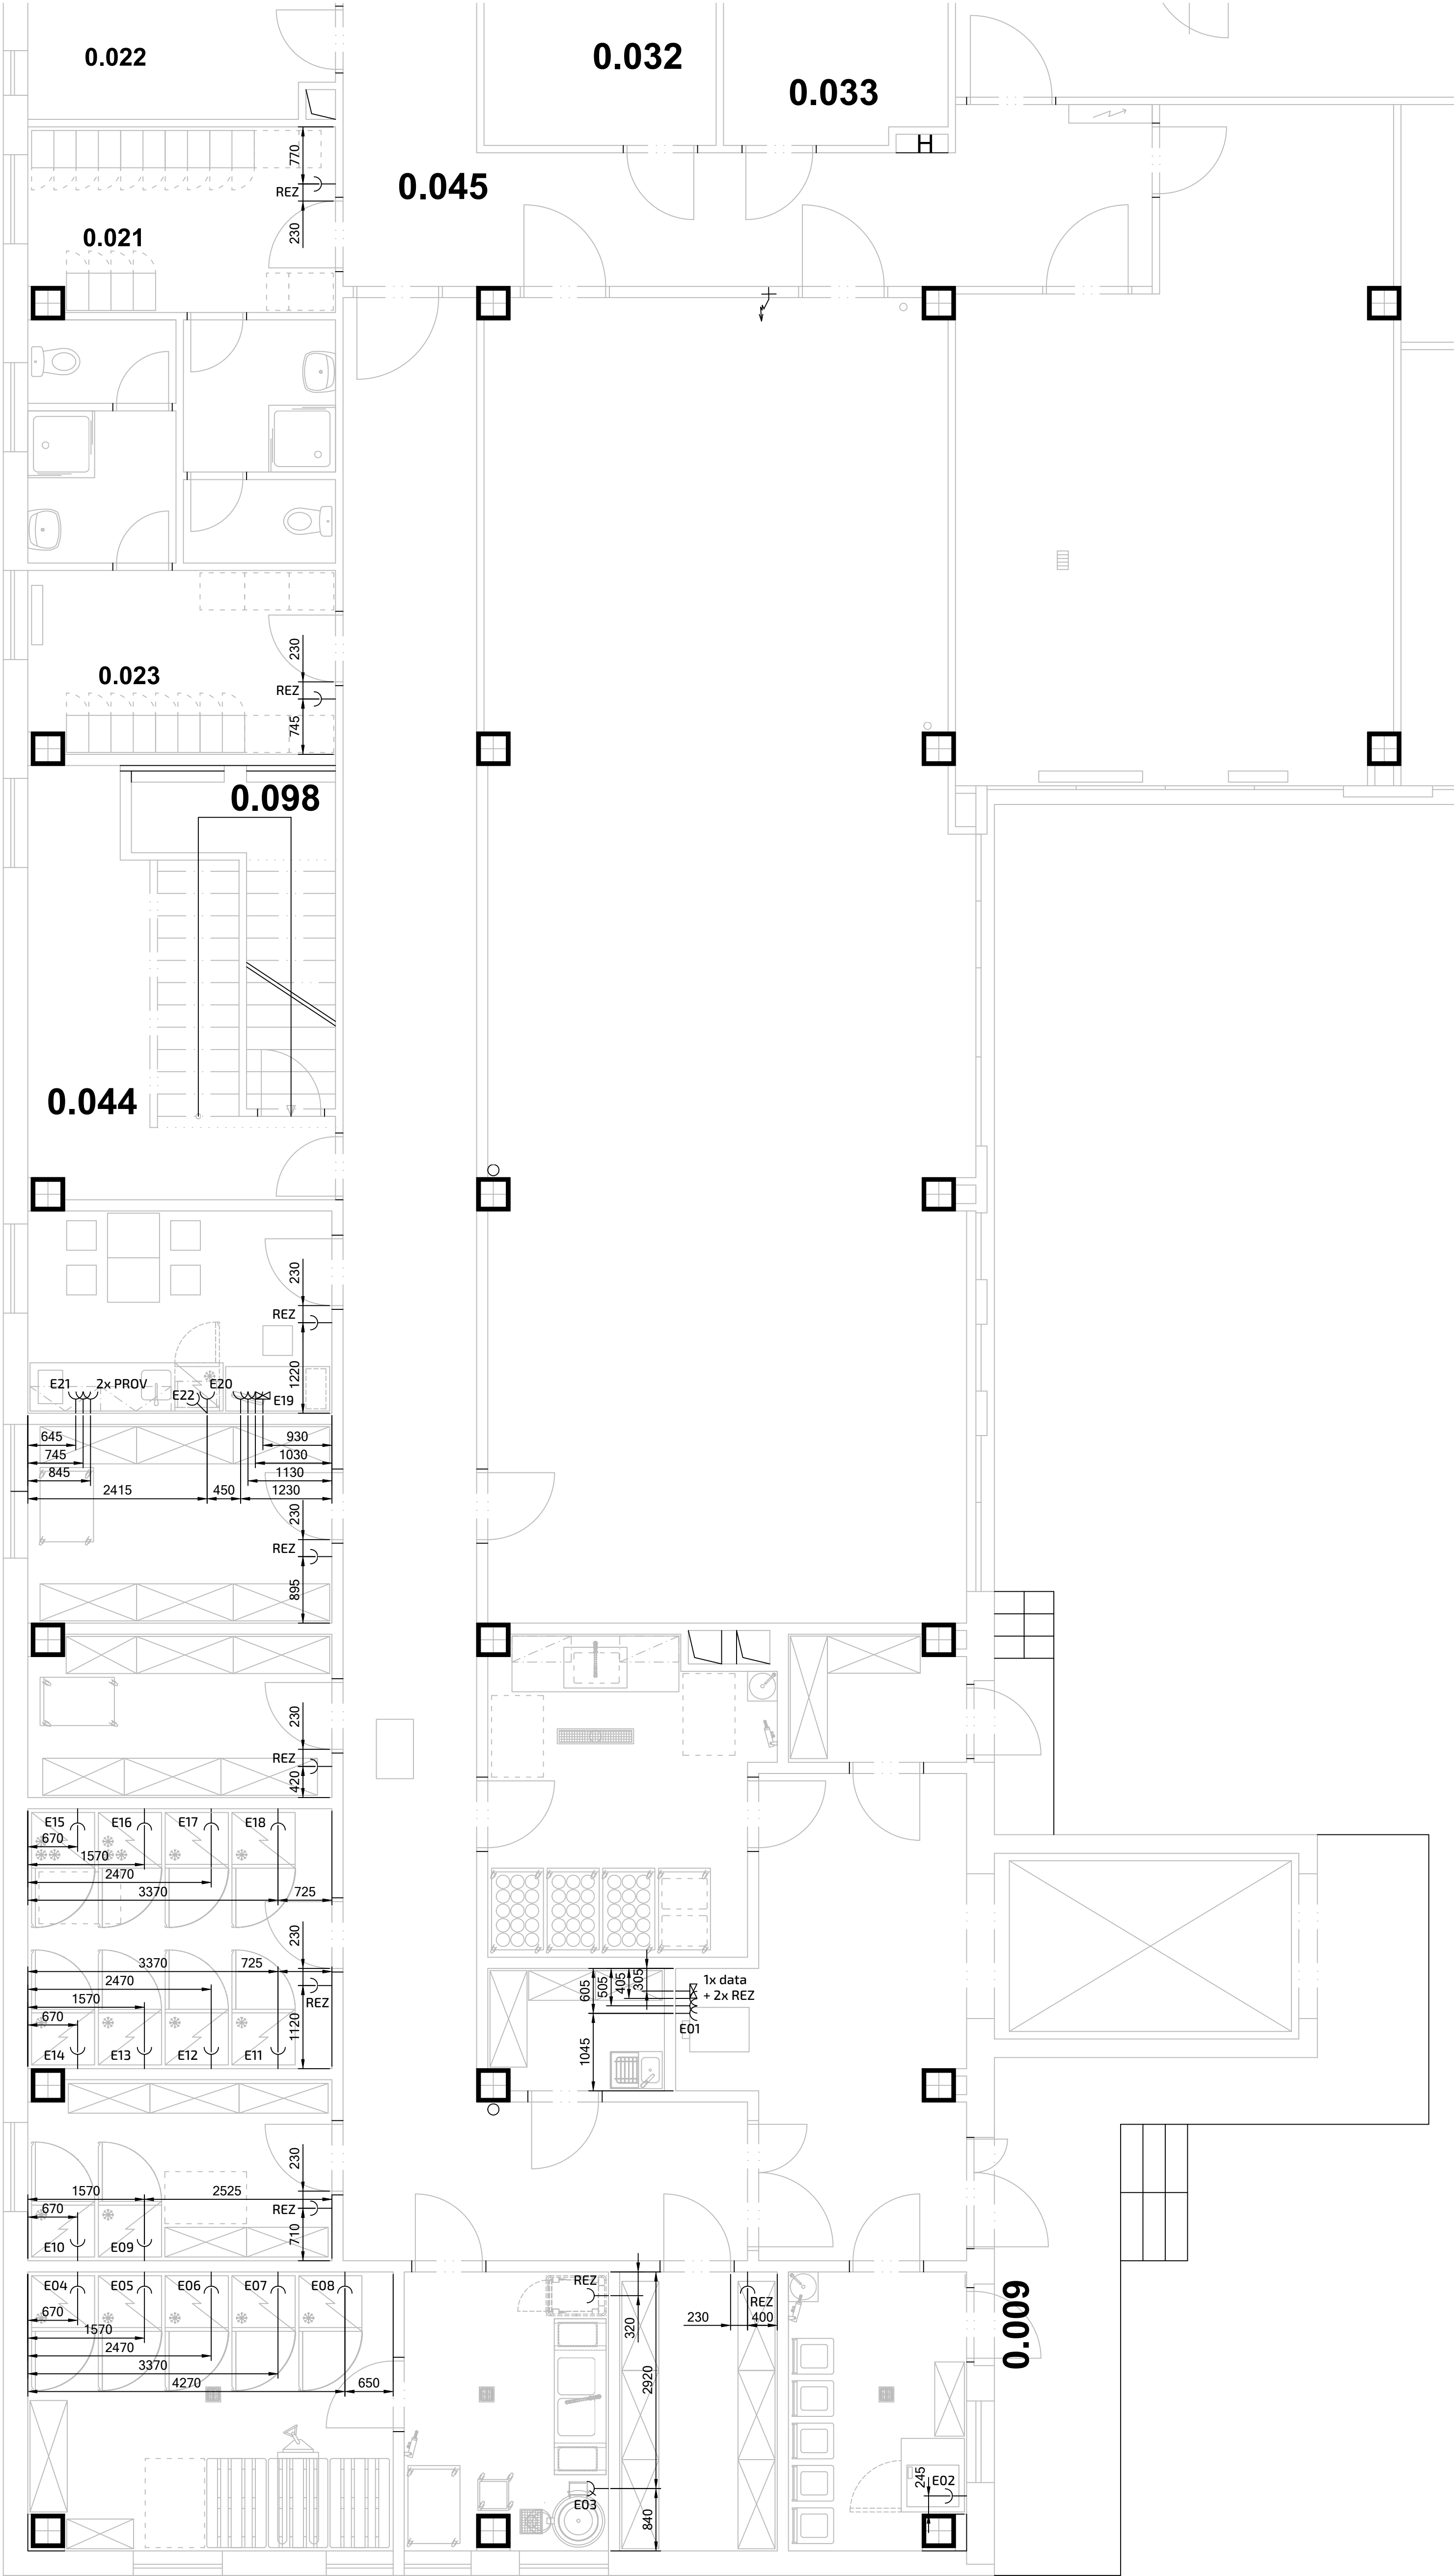 0.022
0.032
0.033
H
770
REZ
0.045
230
0.021
230
0.023
REZ
745
0.098
0.044
230
REZ
1220
E21
2x PROV
E22
E20
E19
645
930
745
1030
845
1130
2415
450
1230
230
REZ
895
230
REZ
420
E15
E16
E17
E18
670
1570
2470
3370
725
230
3370
725
2470
1570
670
REZ
1120
E14
E13
E12
E11
605
505
405
305
1x data
+ 2x REZ
E01
1045
230
1570
2525
670
REZ
710
E10
E09
E04
E05
E06
E07
E08
670
1570
2470
3370
4270
650
REZ
320
230
REZ
400
2920
0.009
245
E02
E03
840